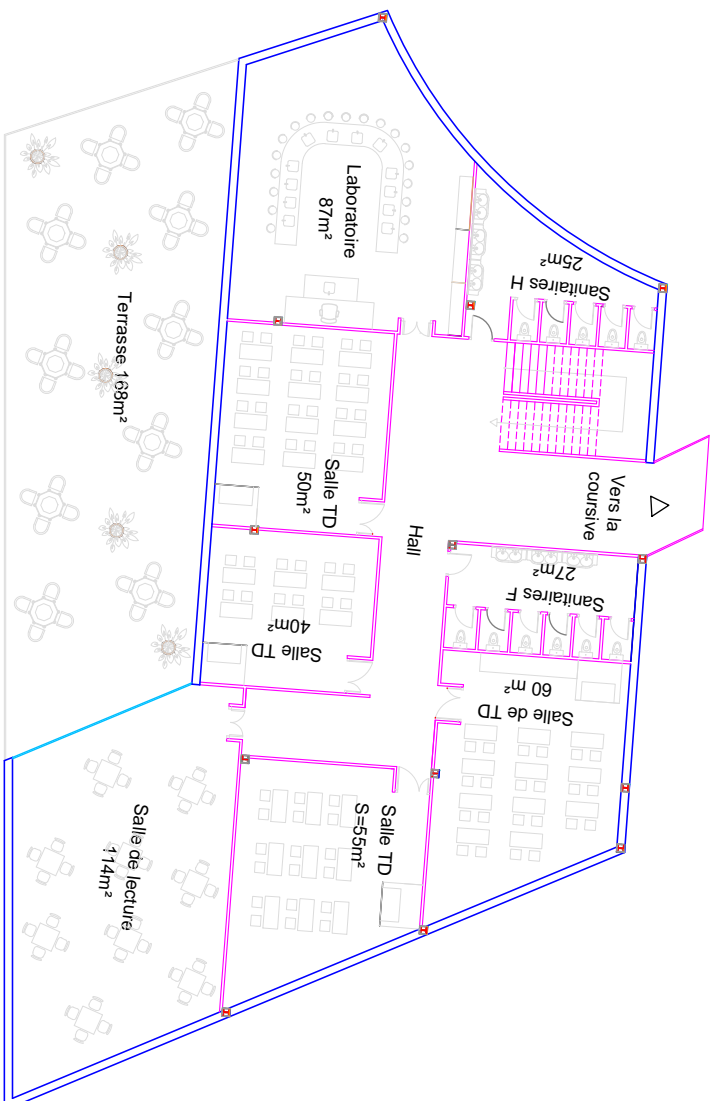 Laboratoire
87m²
Sanitaires H
25m²
Terrasse 168m²
Salle TD
50m²
Vers la
coursive
Hall
Sanitaires F
27m²
Salle TD
40m²
Salle de TD
60 m²
Salle TD
S=55m²
Salle de lecture
114m²